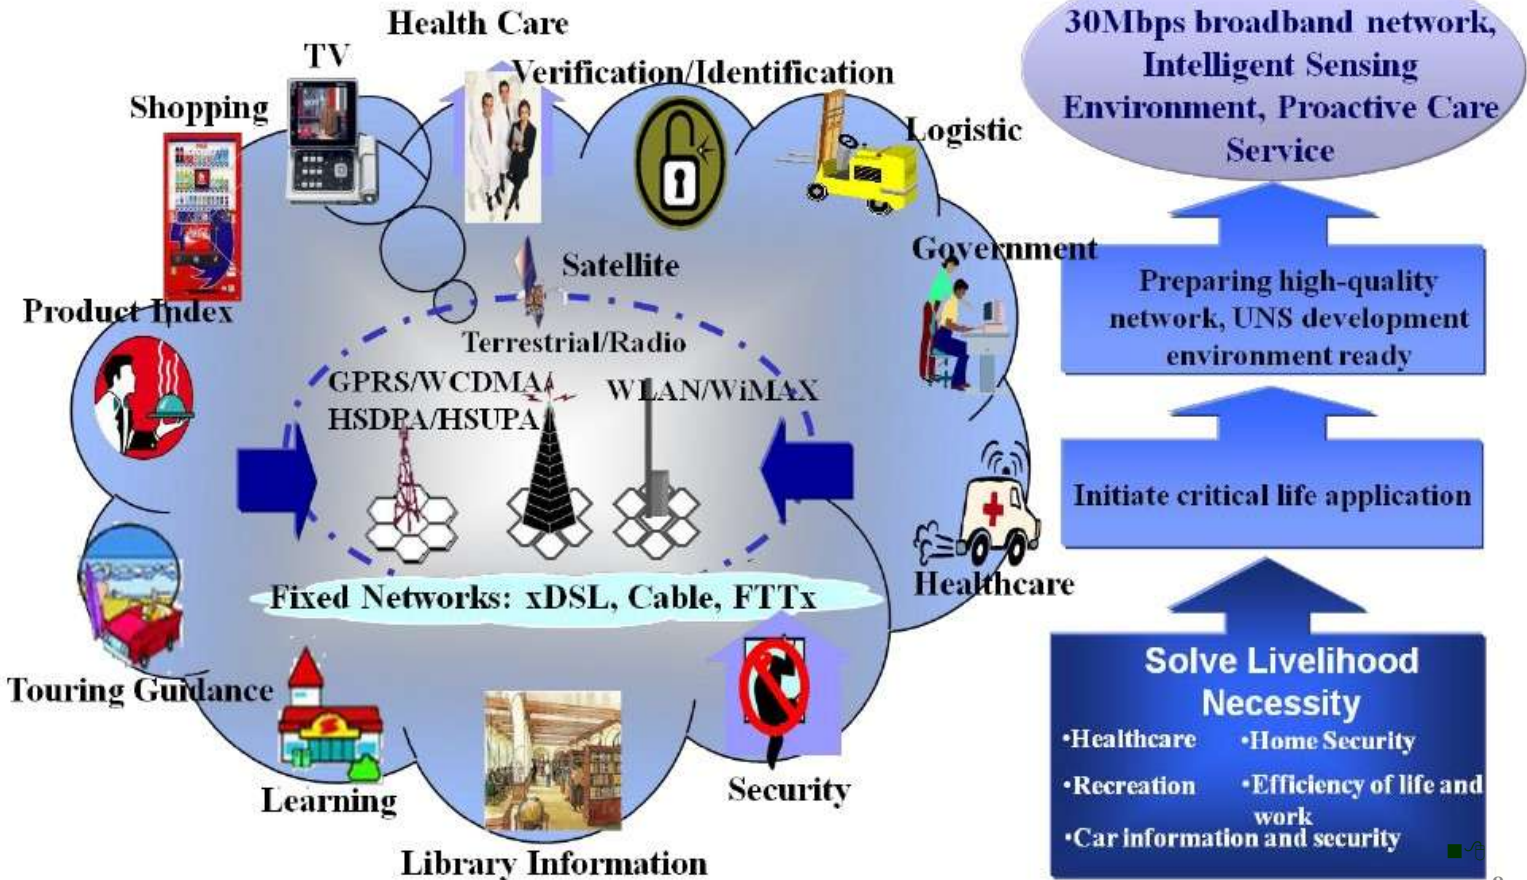 Health Care
TV
Verification/Identification
Shopping
Logistic
Government
Satellite
Product Index
Terrestrial/Radio
GPRS/WCDMA/
HSDPA/HSUPA
WLAN/WiMAX
Fixed Networks: xDSL, Cable, FTTx
Healthcare
Touring Guidance
Learning
Security
Library Information
30Mbps broadband network,
Intelligent Sensing
Environment, Proactive Care
Service
Preparing high-quality
network, UNS development
environment ready
Initiate critical life application
Solve Livelihood
Necessity
•Healthcare
•Home Security
•Recreation
•Efficiency of life and
work
•Car information and security